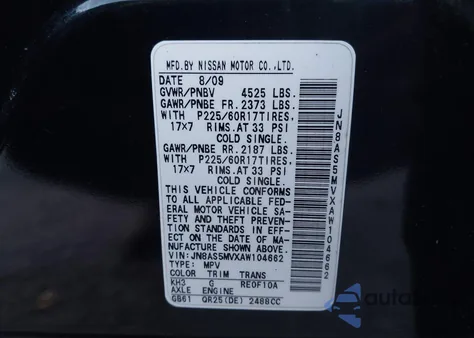 MFD.BY NISSAN MOTOR CO.,LTD.
DATE 8/09
GVWR/PNBV 4525 LBS.
GAWR/PNBE FR. 2373 LBS.
WITH P225/60R17TIRES,
17×7 RIMS.AT 33 PSI
COLD SINGLE.
GAWR/PNBE RR. 2187 LBS.
WITH P225/60R17TIRES,
17×7 RIMS.AT 33 PSI
COLD SINGLE.
THIS VEHICLE CONFORMS
TO ALL APPLICABLE FED-
ERAL MOTOR VEHICLE SA-
FETY AND THEFT PREVEN-
TION STANDARDS IN EFF-
ECT ON THE DATE OF MA-
NUFACTURE SHOWN ABOVE.
VIN:JN8AS5MVXAW104662
TYPE: MPV
COLOR TRIM TRANS
KH3 G RE0F10A
AXLE ENGINE
GB61 QR25(DE) 2488CC
JN8AS5MVXAW104662